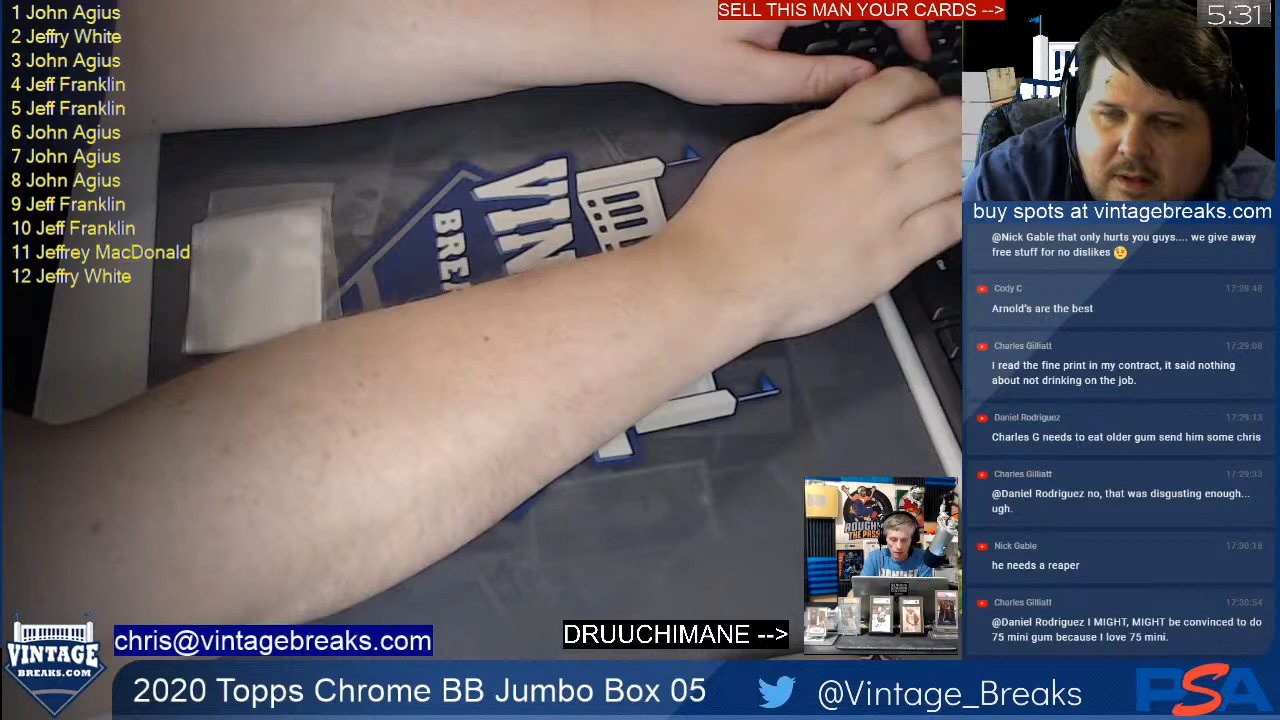 1 John Agius
2 Jeffry White
3 John Agius
4 Jeff Franklin
5 Jeff Franklin
6 John Agius
7 John Agius
8 John Agius
9 Jeff Franklin
10 Jeff Franklin
11 Jeffrey MacDonald
12 Jeffry White
SELL THIS MAN YOUR CARDS -->
5:31
VIN
BRE
buy spots at vintagebreaks.com
@Nick Gable that only hurts you guys.... we give away
free stuff for no dislikes 😉
Cody C 17:28:48
Arnold's are the best
Charles Gilliatt 17:29:08
I read the fine print in my contract, it said nothing
about not drinking on the job.
Daniel Rodriguez 17:29:13
Charles G needs to eat older gum send him some chris
Charles Gilliatt 17:29:33
@Daniel Rodriguez no, that was disgusting enough...
ugh.
Nick Gable 17:30:18
he needs a reaper
Charles Gilliatt 17:30:54
@Daniel Rodriguez I MIGHT, MIGHT be convinced to do
75 mini gum because I love 75 mini.
DRUUCHIMANE -->
VINTAGE
BREAKS.COM
chris@vintagebreaks.com
2020 Topps Chrome BB Jumbo Box 05
@Vintage_Breaks
PSA